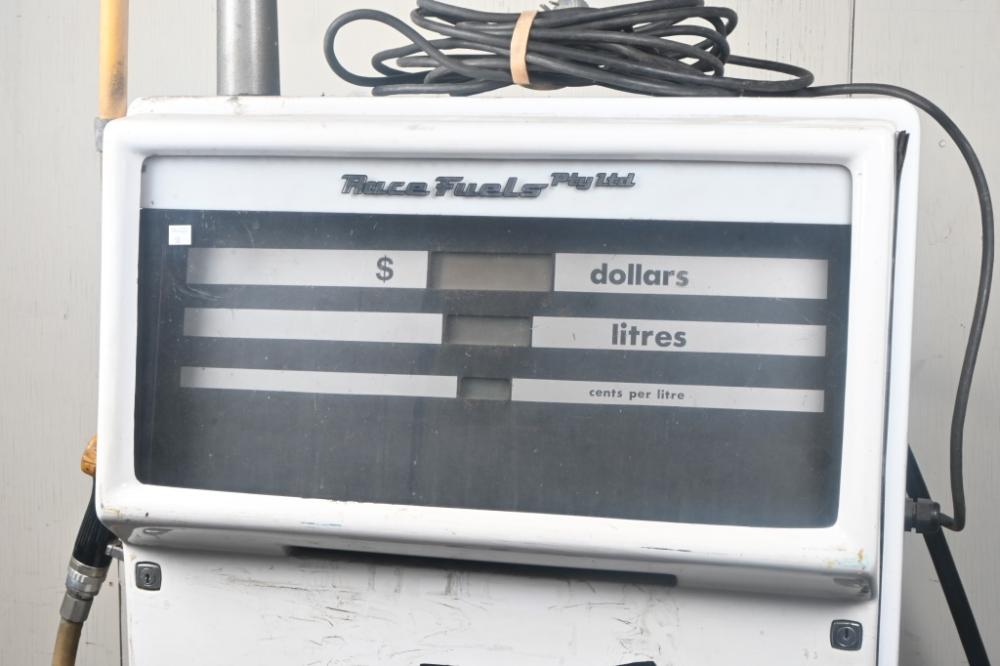 Race Fuels Pty Ltd
$ dollars
litres
cents per litre